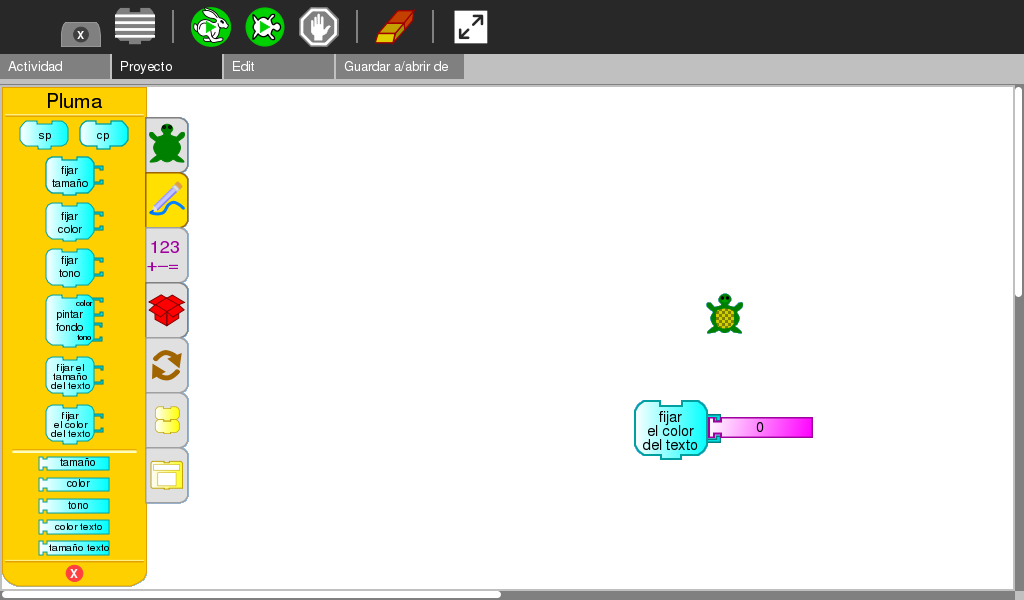 X
Actividad
Proyecto
Edit
Guardar a/abrir de
Pluma
sp
cp
fijar
tamaño
fijar
color
fijar
tono
color
pintar
fondo
tono
fijar el
tamaño
del texto
fijar
el color
del texto
tamaño
color
tono
color texto
tamaño texto
X
123
+−=
fijar
el color
del texto
0